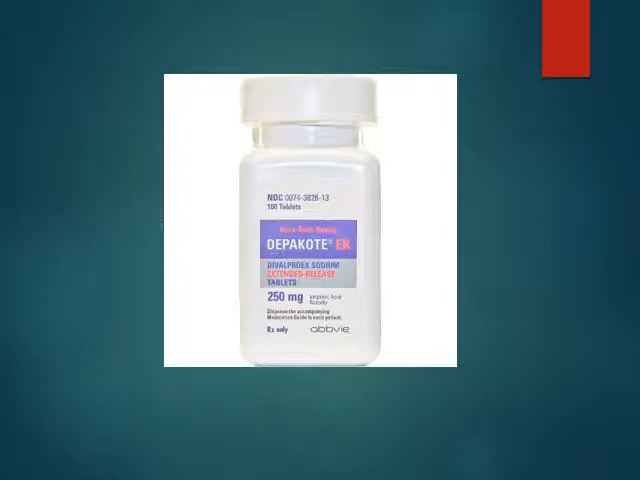 NDC 0074-3826-13
100 Tablets
Once-Daily Dosing
DEPAKOTE® ER
DIVALPROEX SODIUM
EXTENDED-RELEASE
TABLETS
250 mg
Valproic Acid
Activity
Dispense the accompanying
Medication Guide to each patient.
Rx only
abbvie